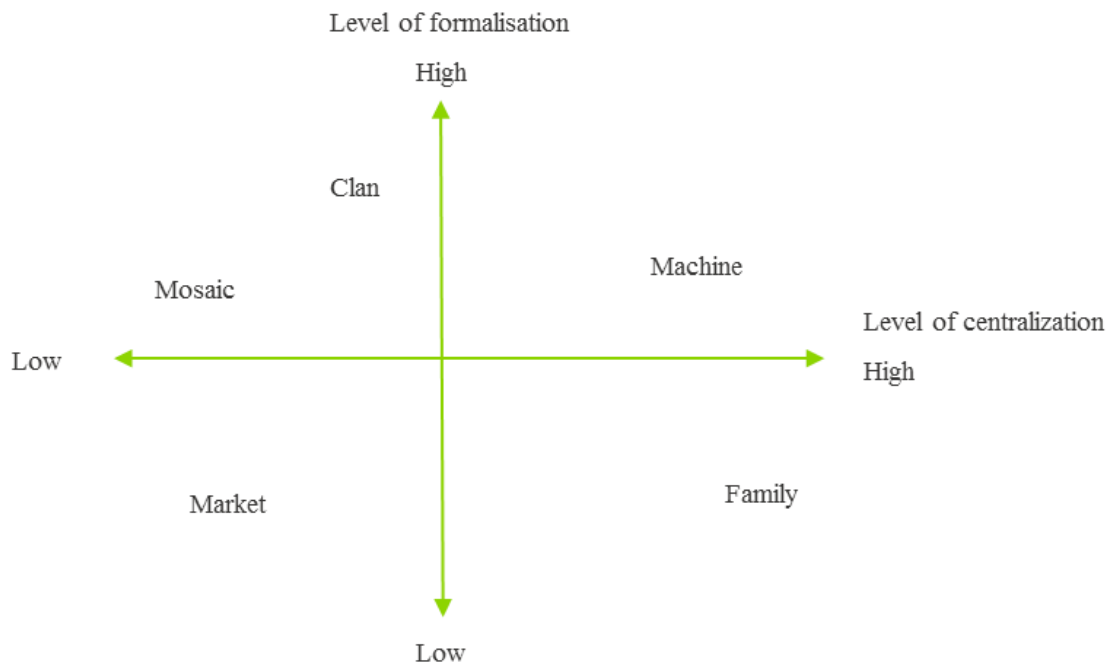 Level of formalisation
High
Clan
Machine
Mosaic
Level of centralization
Low
High
Family
Market
Low